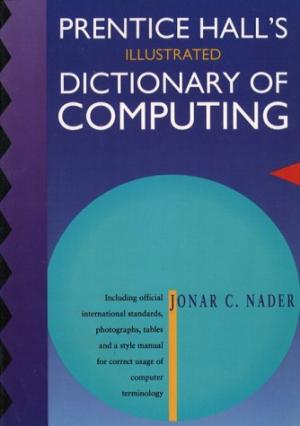 PRENTICE HALL'S
ILLUSTRATED
DICTIONARY OF
COMPUTING
Including official
international standards,
photographs, tables
and a style manual
for correct usage of
computer
terminology
JONAR C. NADER